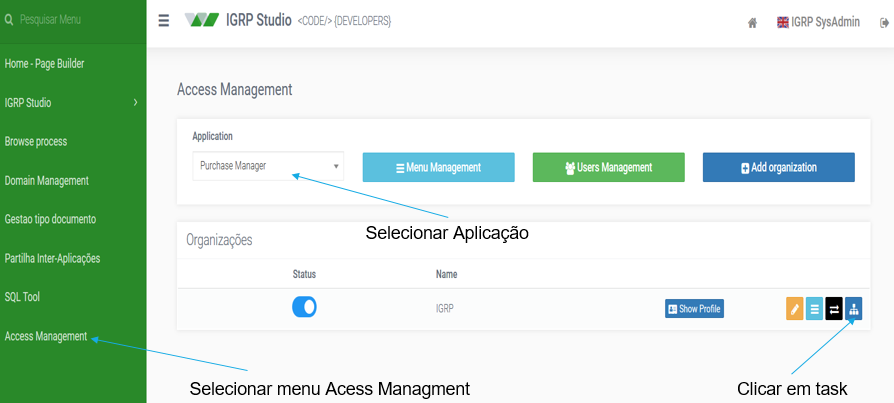 Pesquisar Menu
IGRP Studio <CODE/> {DEVELOPERS}
IGRP SysAdmin
Home - Page Builder
IGRP Studio
Browse process
Domain Management
Gestao tipo documento
Partilha Inter-Aplicações
SQL Tool
Access Management
Access Management
Application
Purchase Manager
Menu Management
Users Management
Add organization
Selecionar Aplicação
Organizações
Status Name
IGRP
Show Profile
Selecionar menu Acess Managment
Clicar em task